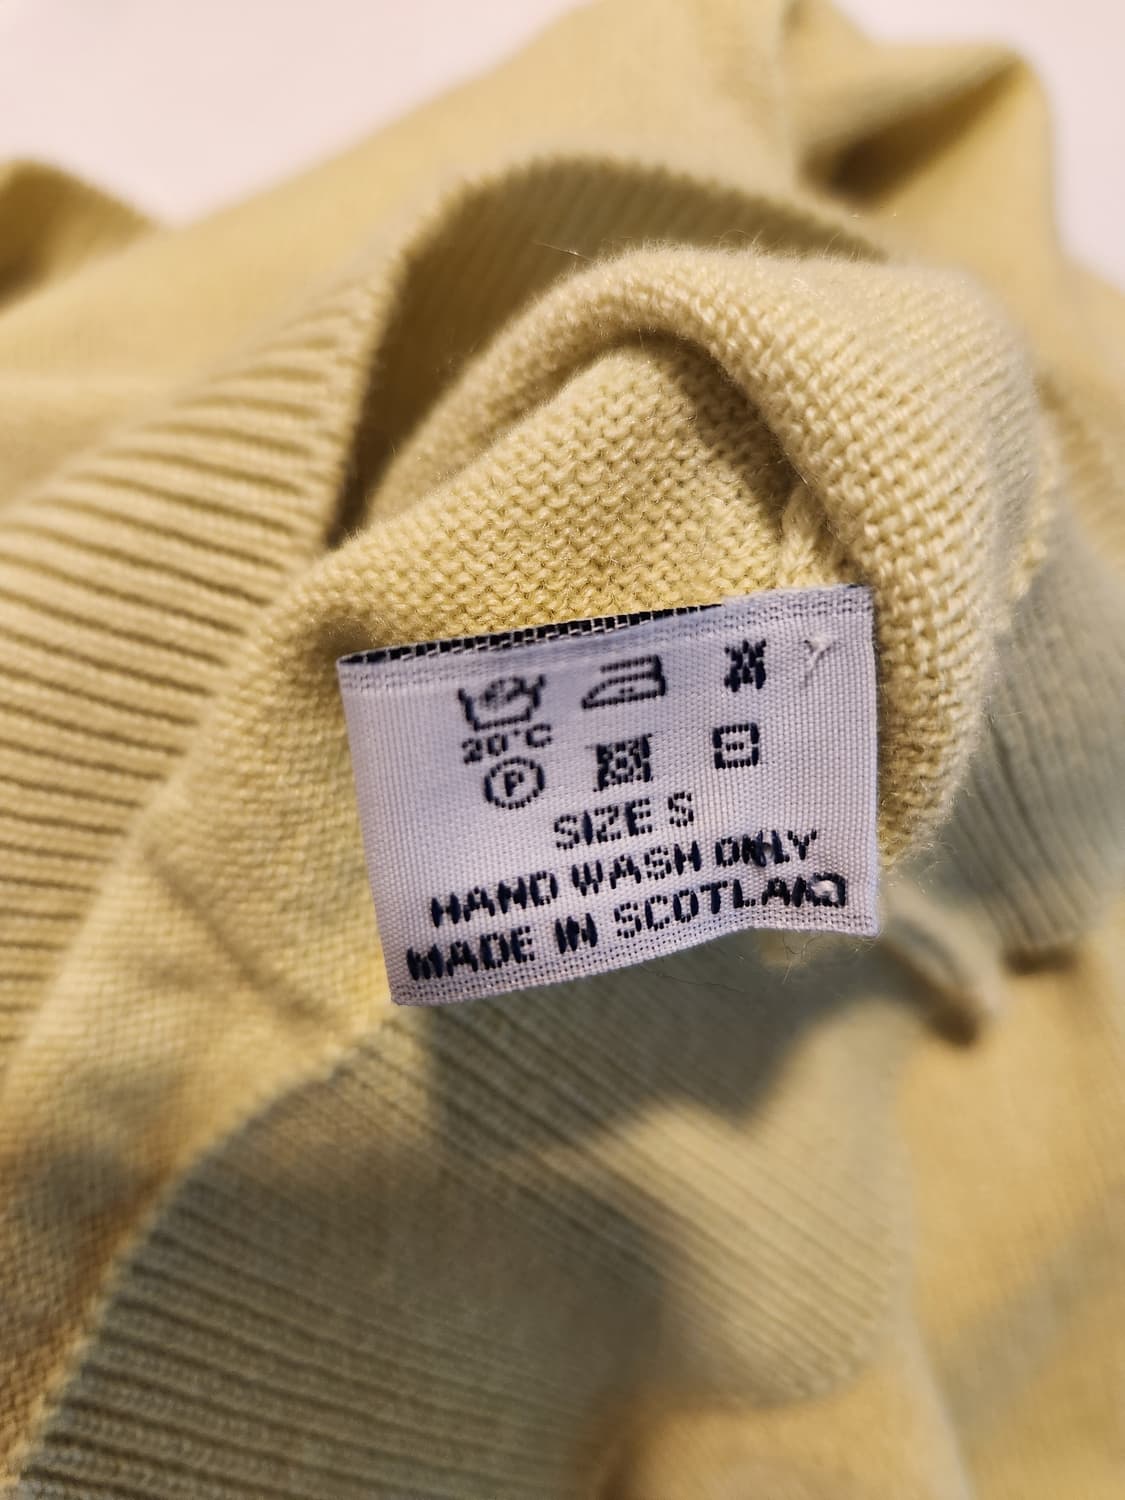 20°C
P
SIZE S
HAND WASH ONLY
MADE IN SCOTLAND